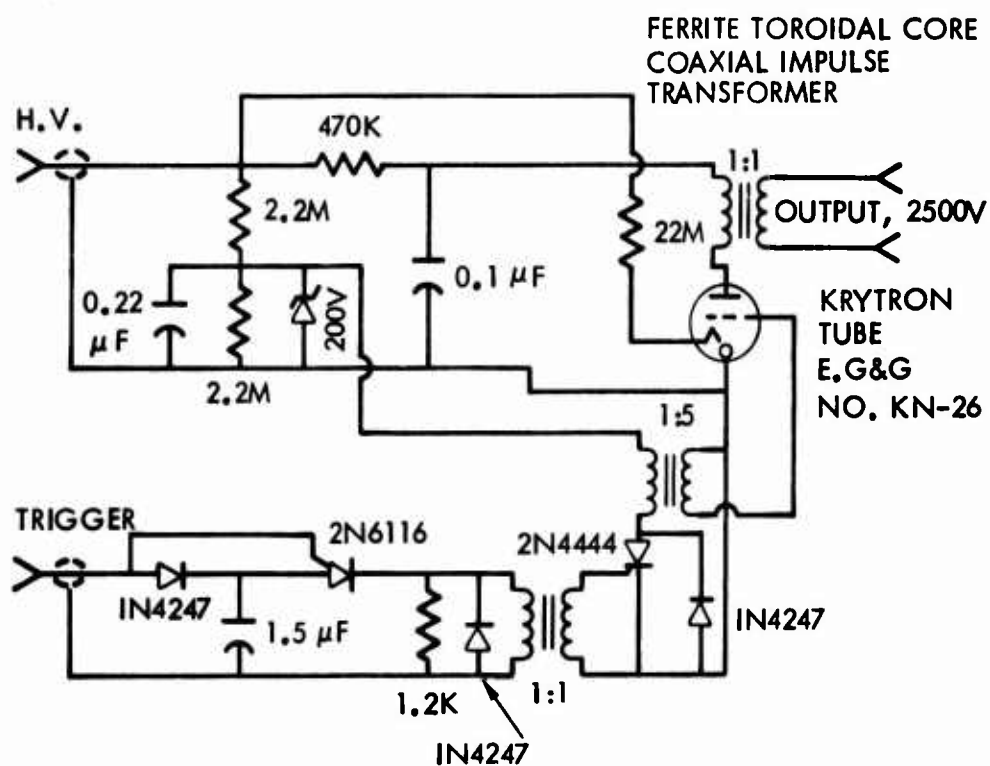 FERRITE TOROIDAL CORE
COAXIAL IMPULSE
TRANSFORMER
H.V.
470K
1:1
2.2M
22M
OUTPUT, 2500V
0.22
μF
200V
0.1 μF
KRYTRON
TUBE
E.G&G
NO. KN-26
2.2M
1:5
TRIGGER
2N6116
2N4444
IN4247
1.5 μF
IN4247
1.2K
1:1
IN4247